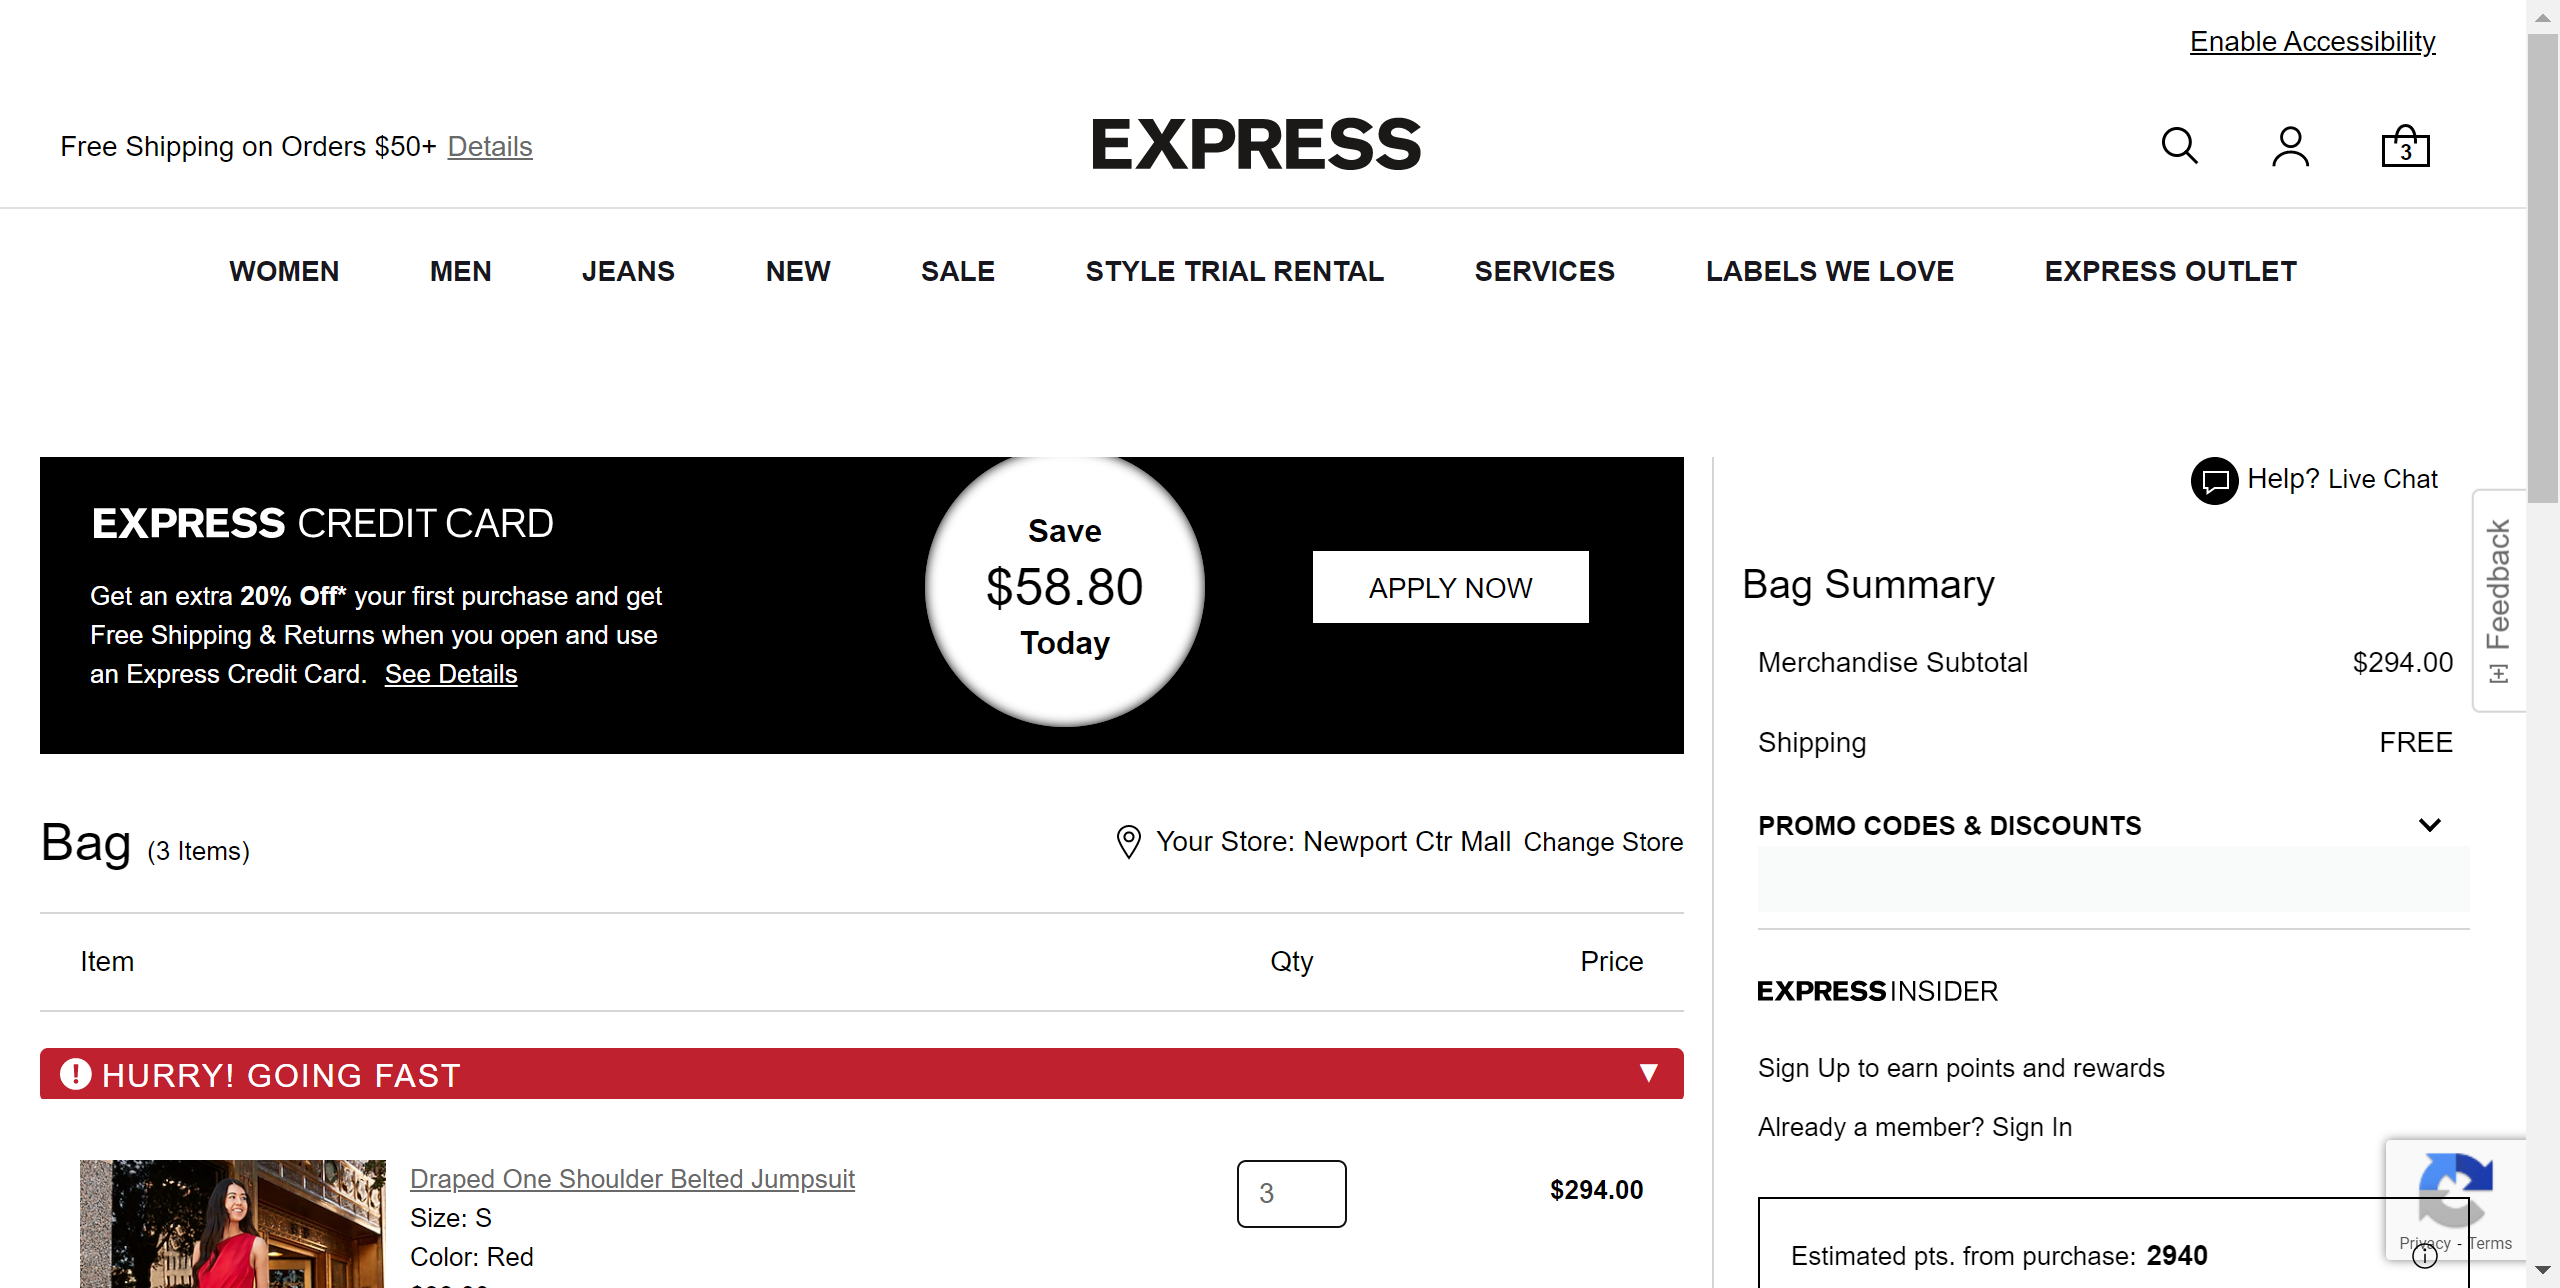 Enable Accessibility
Free Shipping on Orders $50+ Details
EXPRESS
3
WOMEN MEN JEANS NEW SALE STYLE TRIAL RENTAL SERVICES LABELS WE LOVE EXPRESS OUTLET
EXPRESS CREDIT CARD
Get an extra 20% Off* your first purchase and get
Free Shipping & Returns when you open and use
an Express Credit Card. See Details
Save
$58.80
Today
APPLY NOW
Help? Live Chat
[+] Feedback
Bag Summary
Merchandise Subtotal $294.00
Shipping FREE
PROMO CODES & DISCOUNTS
Bag (3 Items)
Your Store: Newport Ctr Mall Change Store
Item Qty Price
HURRY! GOING FAST
Draped One Shoulder Belted Jumpsuit
Size: S
Color: Red
3
$294.00
EXPRESS INSIDER
Sign Up to earn points and rewards
Already a member? Sign In
Estimated pts. from purchase: 2940
Privacy - Terms